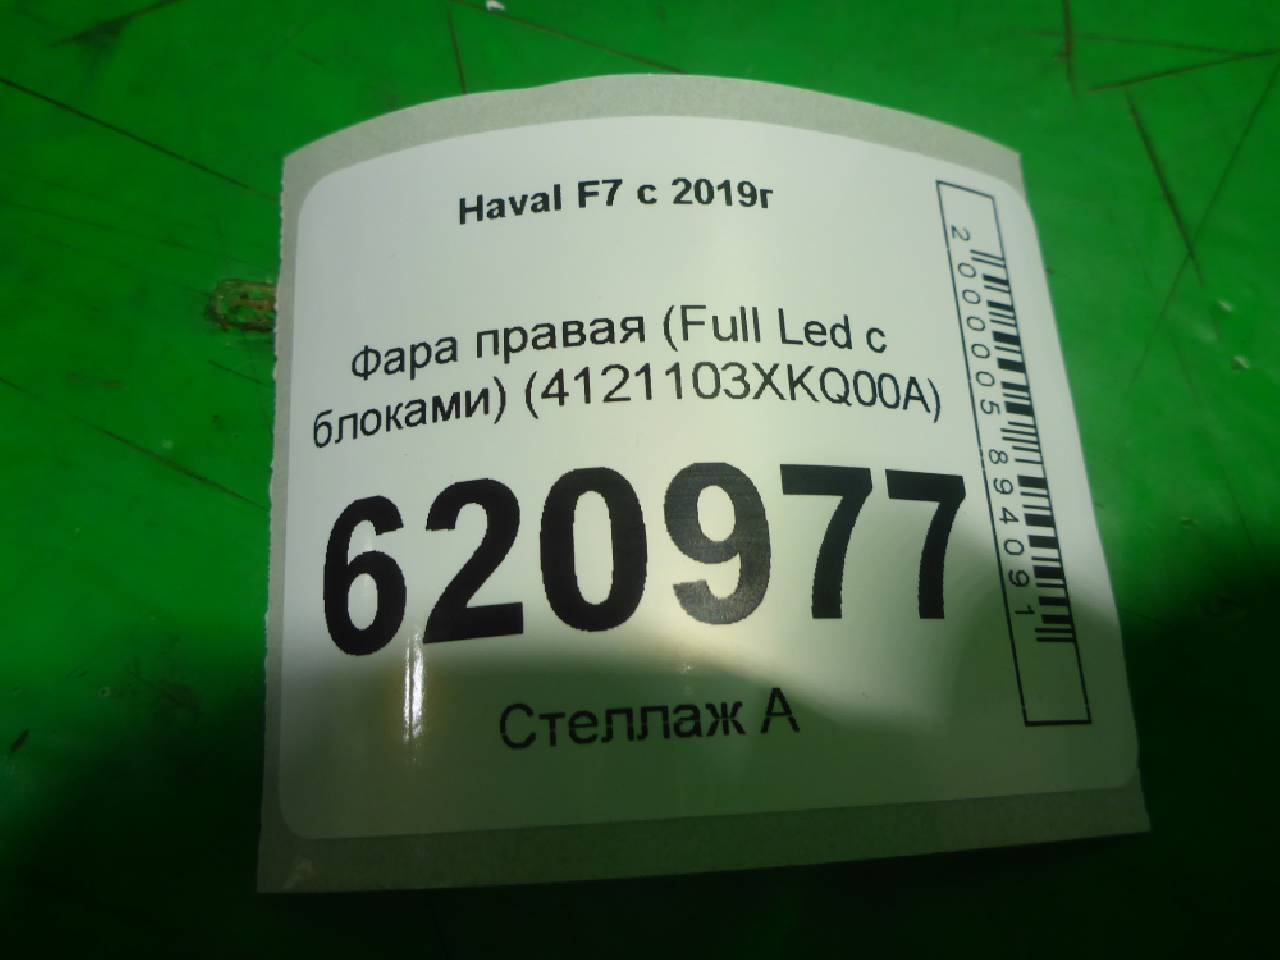 Haval F7 с 2019г
Фара правая (Full Led с
блоками) (4121103XKQ00A)
620977
Стеллаж А
2000005894091